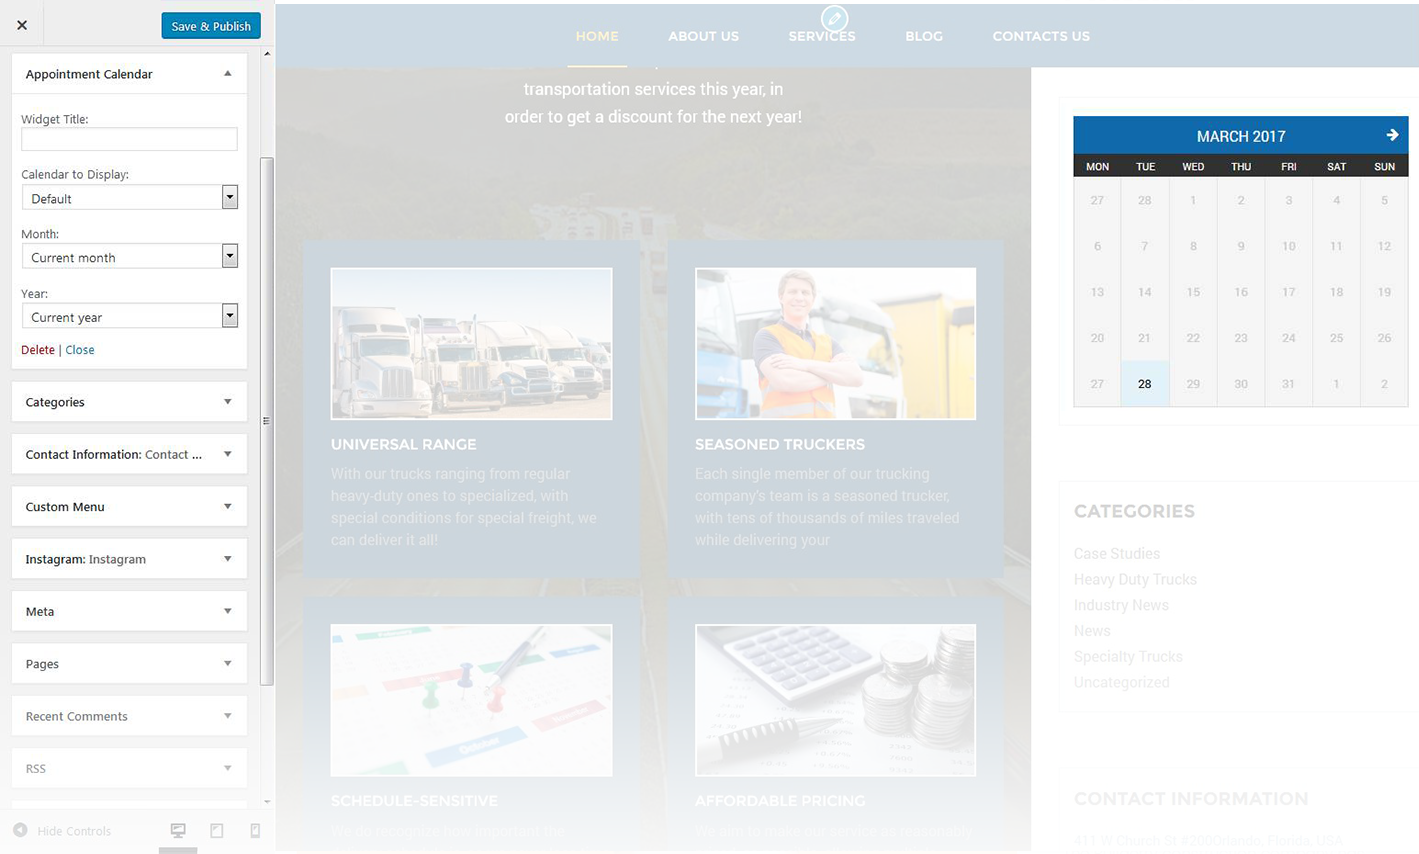 Save & Publish
Appointment Calendar
Widget Title:
Calendar to Display:
Default
Month:
Current month
Year:
Current year
Delete | Close
Categories
Contact Information: Contact ...
Custom Menu
Instagram: Instagram
Meta
Pages
Recent Comments
RSS
Hide Controls
HOME ABOUT US SERVICES BLOG CONTACTS US
transportation services this year, in
order to get a discount for the next year!
UNIVERSAL RANGE
With our trucks ranging from regular
heavy-duty ones to specialized, with
special conditions for special freight, we
can deliver it all!
SEASONED TRUCKERS
Each single member of our trucking
company's team is a seasoned trucker,
with tens of thousands of miles traveled
while delivering your
SCHEDULE-SENSITIVE
We do recognize how important the
AFFORDABLE PRICING
We aim to make our service as reasonably
October
MARCH 2017
MON TUE WED THU FRI SAT SUN
27 28 1 2 3 4 5
6 7 8 9 10 11 12
13 14 15 16 17 18 19
20 21 22 23 24 25 26
27 28 29 30 31 1 2
CATEGORIES
Case Studies
Heavy Duty Trucks
Industry News
News
Specialty Trucks
Uncategorized
CONTACT INFORMATION
411 W Church St #200Orlando, Florida, USA